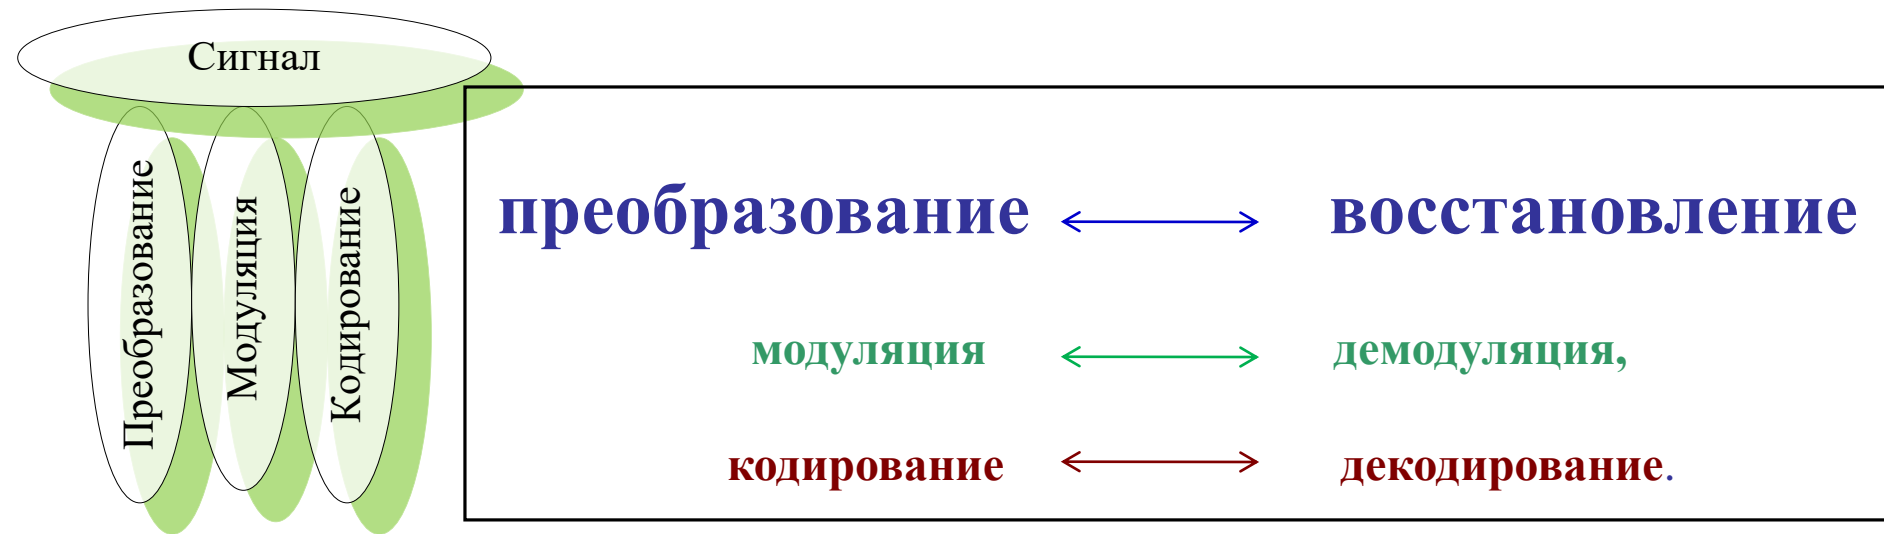 Сигнал
Преобразование
Модуляция
Кодирование
преобразование восстановление
модуляция демодуляция,
кодирование декодирование.